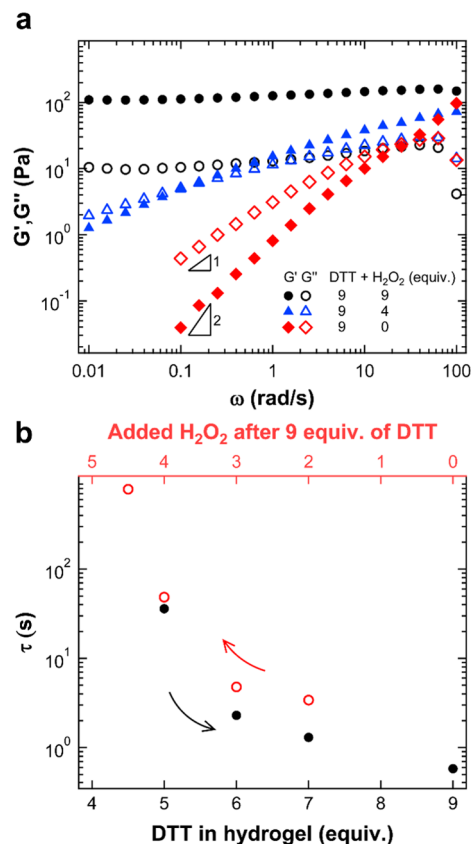 a
G',G'' (Pa)
10²
10¹
10⁰
10⁻¹
1
2
G' G'' DTT + H₂O₂ (equiv.)
9 9
9 4
9 0
0.01 0.1 1 10 100
ω (rad/s)
b
Added H₂O₂ after 9 equiv. of DTT
5 4 3 2 1 0
τ (s)
10²
10¹
10⁰
4 5 6 7 8 9
DTT in hydrogel (equiv.)